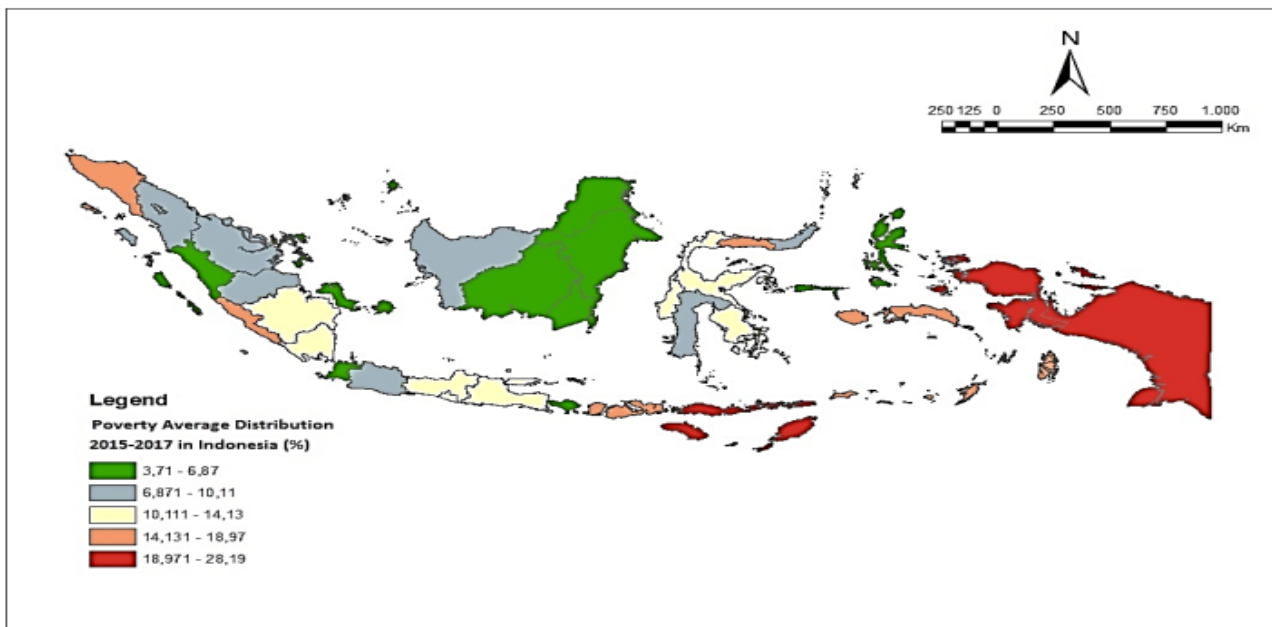 N
250 125 0 250 500 750 1.000
Km
Legend
Poverty Average Distribution
2015-2017 in Indonesia (%)
3,71 - 6,87
6,871 - 10,11
10,111 - 14,13
14,131 - 18,97
18,971 - 28,19